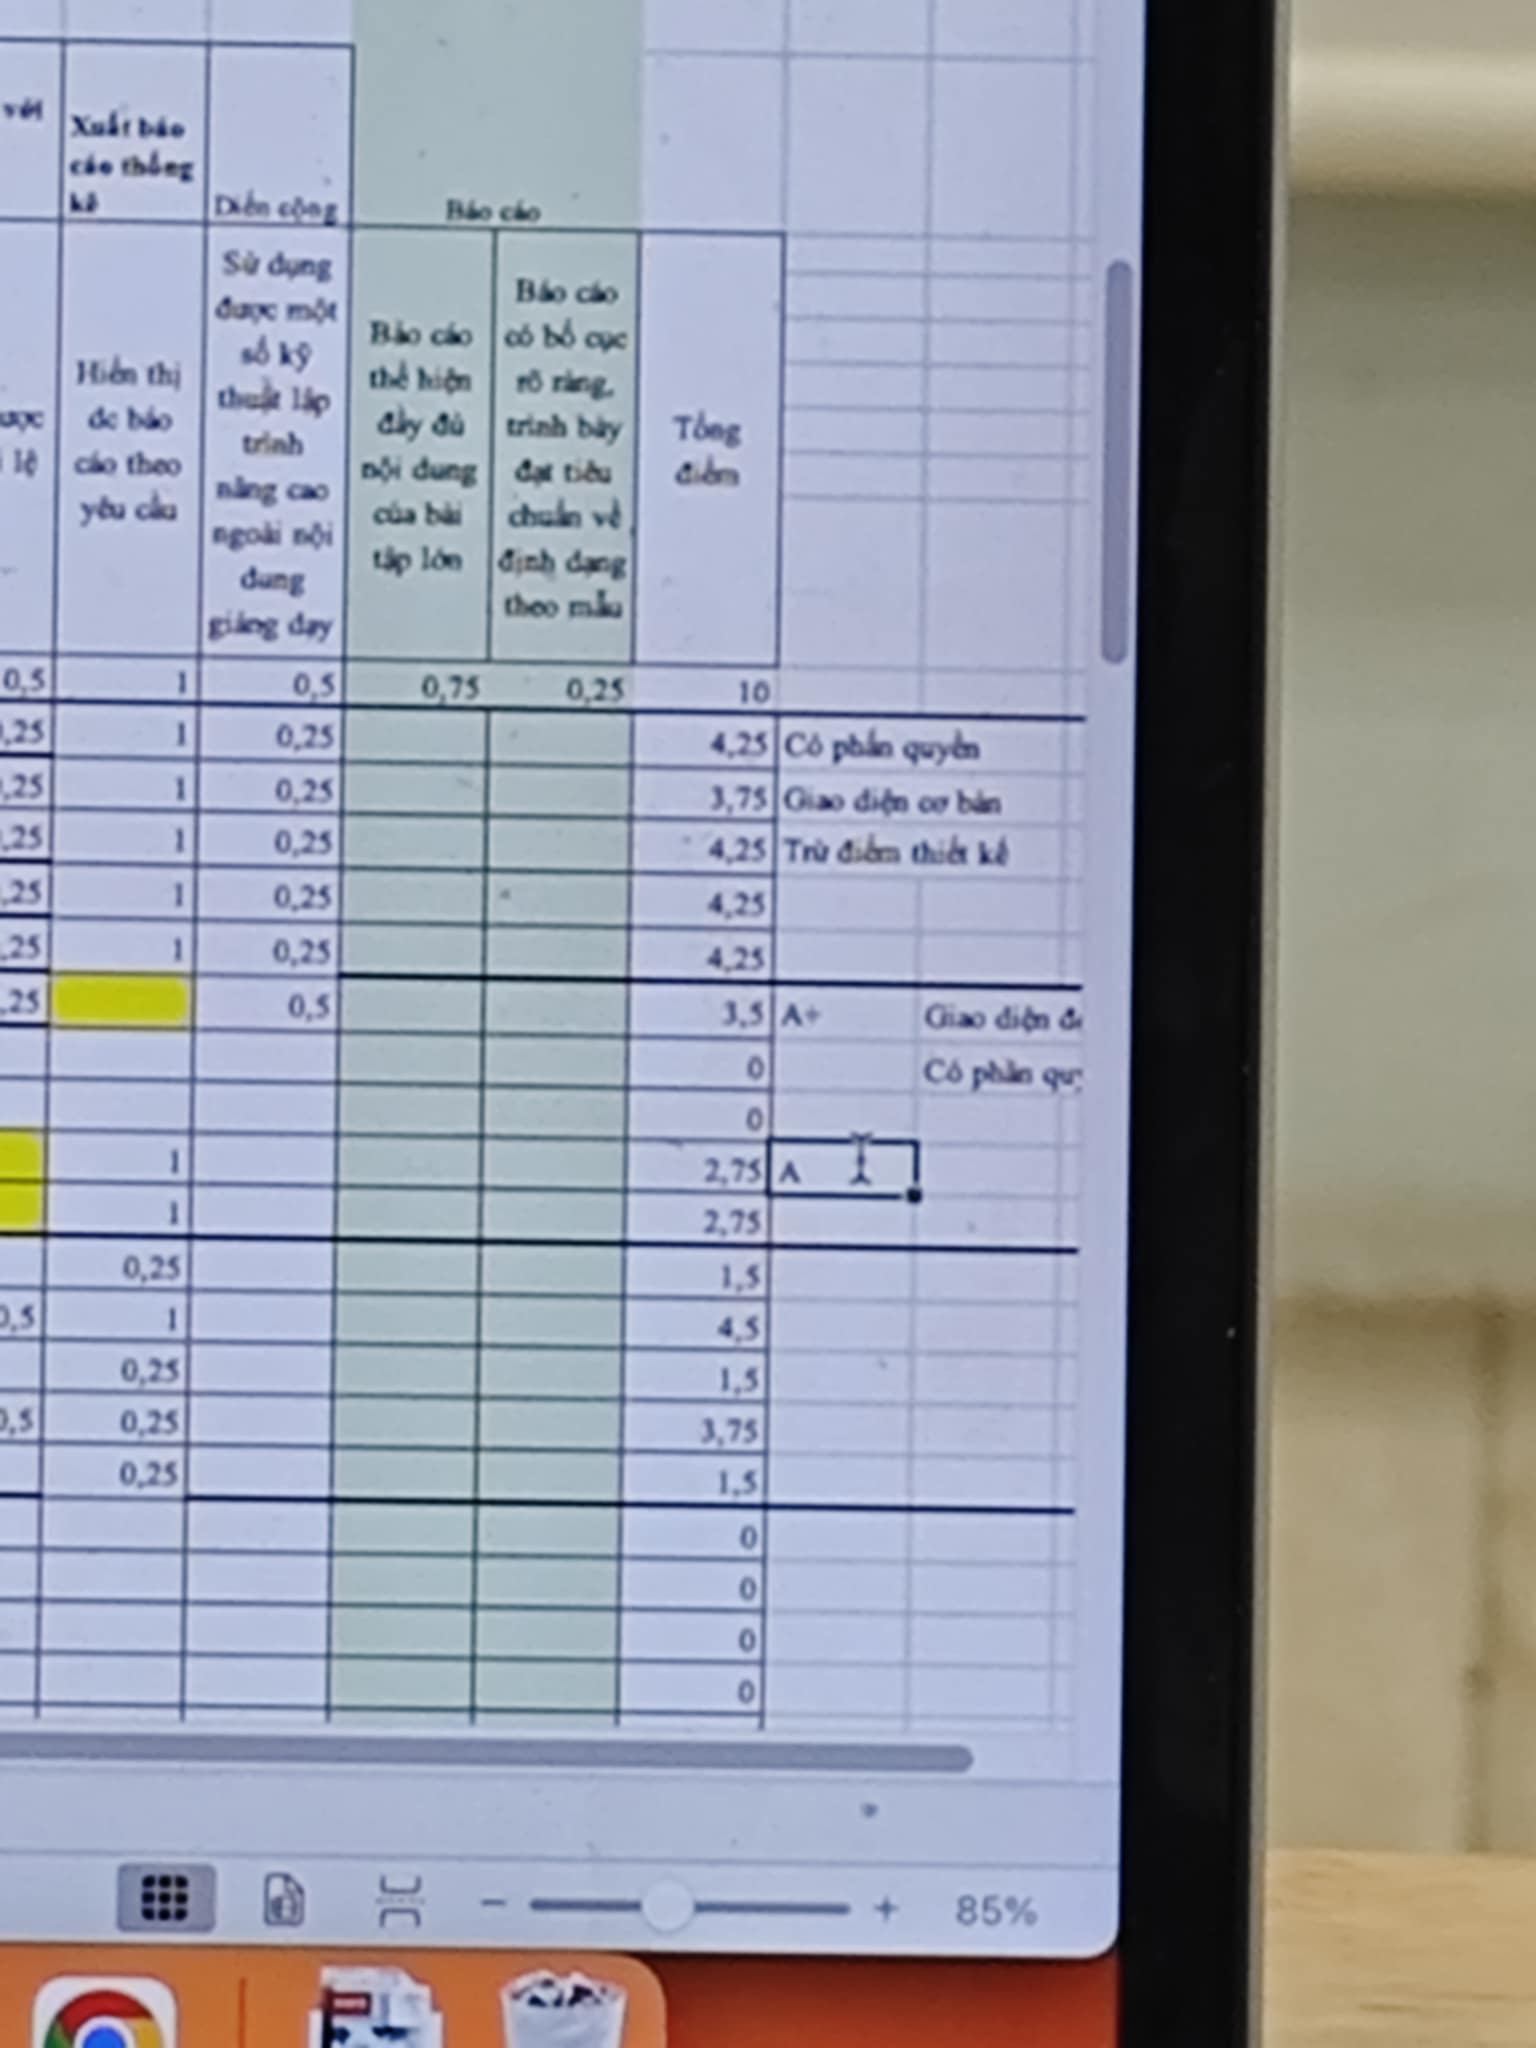 với
Xuất báo
cáo thống
kê
Diễn cộng
Báo cáo
Sử dụng
được một
số kỹ
thuật lập
trình
nâng cao
ngoài nội
dung
giảng dạy
Hiển thị
dc báo
cáo theo
yêu cầu
Báo cáo
thể hiện
đầy đủ
nội dung
của bài
tập lớn
Báo cáo
có bố cục
rõ ràng,
trình bày
đạt tiêu
chuẩn về
định dạng
theo mẫu
Tổng
điểm
lệ
0,5 1 0,5 0,75 0,25 10
,25 1 0,25 4,25 Có phân quyền
,25 1 0,25 3,75 Giao diện cơ bản
,25 1 0,25 4,25 Trừ điểm thiết kế
,25 1 0,25 4,25
,25 1 0,25 4,25
,25 0,5 3,5 A+ Giao diện
0 Có phân
0
1 2,75 A
1 2,75
0,25 1,5
0,5 1 4,5
0,25 1,5
0,5 0,25 3,75
0,25 1,5
0
0
0
0
85%